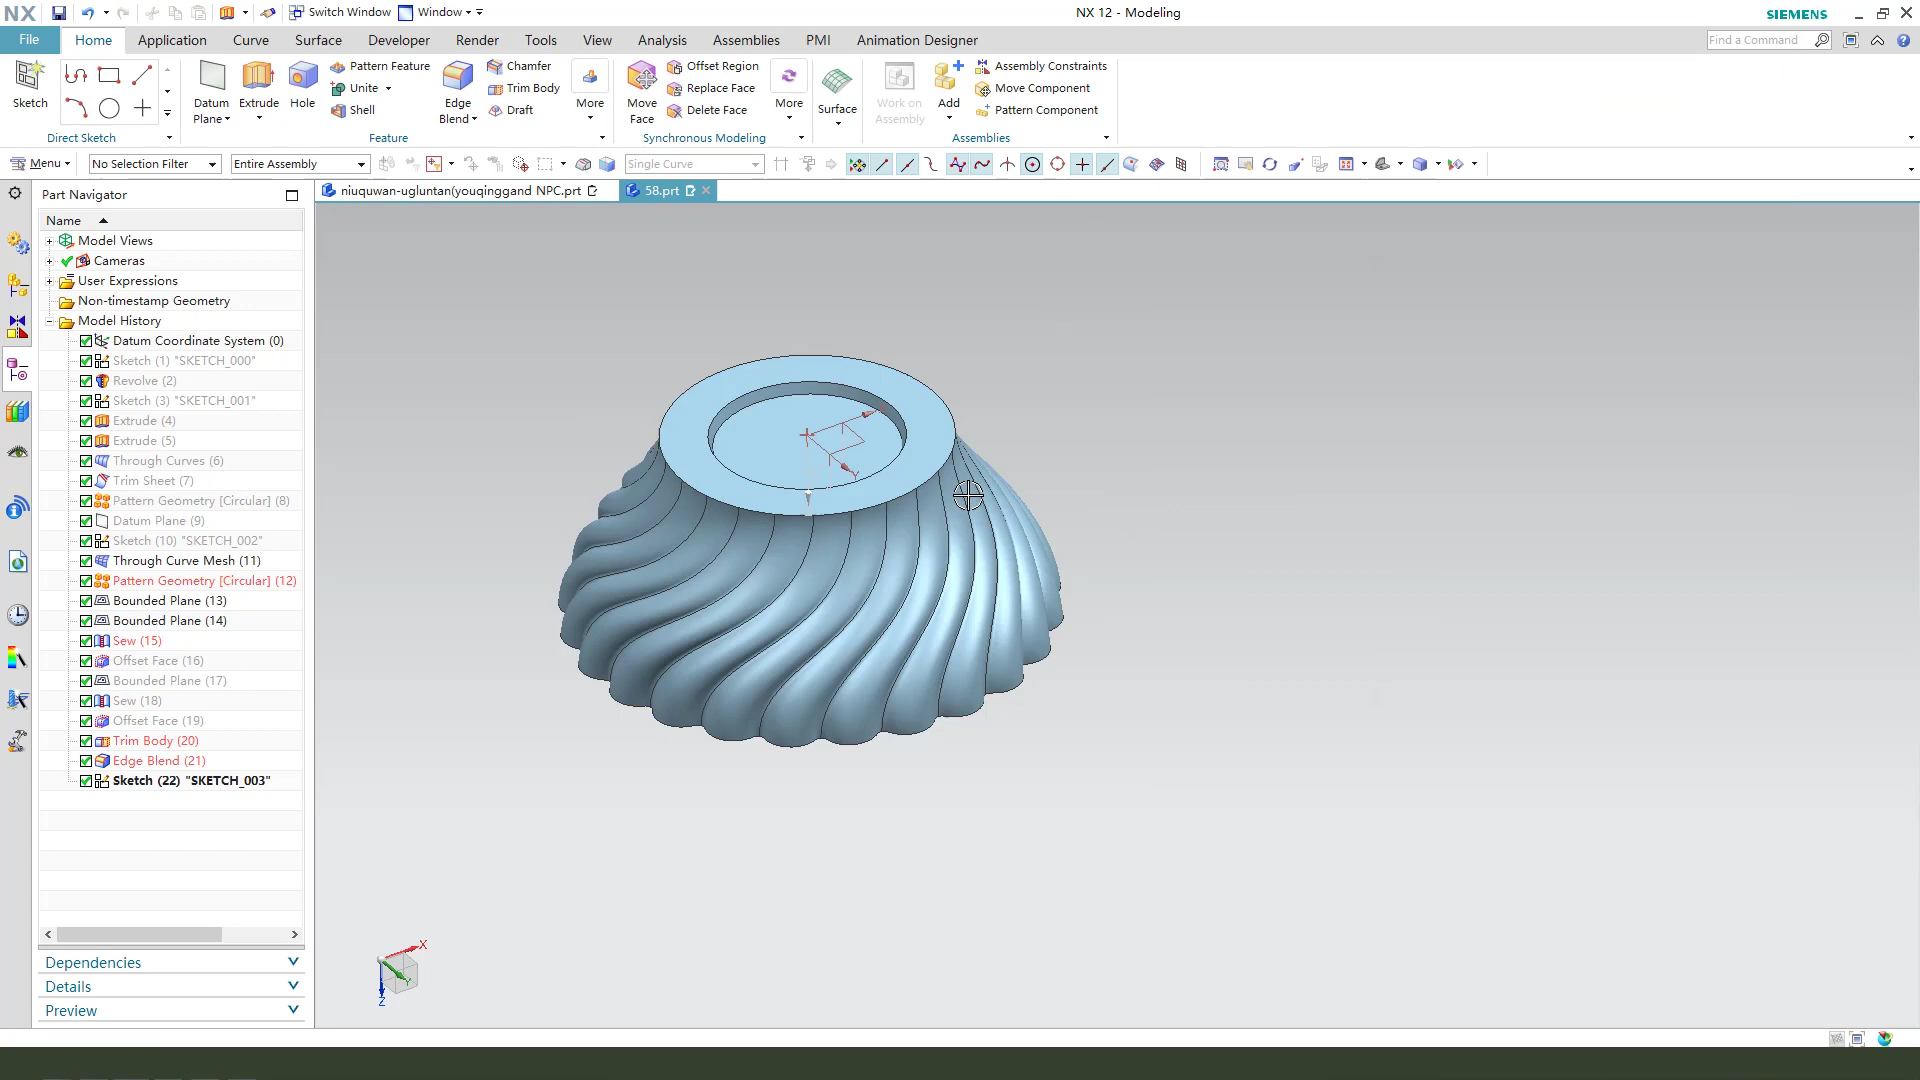 NX Switch Window Window NX 12 - Modeling SIEMENS
File Home Application Curve Surface Developer Render Tools View Analysis Assemblies PMI Animation Designer Find a Command
Sketch
Datum Plane
Extrude
Hole
Pattern Feature
Unite
Shell
Edge Blend
Chamfer
Trim Body
Draft
More
Move Face
Offset Region
Replace Face
Delete Face
More
Surface
Work on Assembly
Add
Assembly Constraints
Move Component
Pattern Component
Direct Sketch Feature Synchronous Modeling Assemblies
Menu No Selection Filter Entire Assembly Single Curve
Part Navigator
niuquwan-ugluntan(youqinggand NPC.prt 58.prt
Name
Model Views
Cameras
User Expressions
Non-timestamp Geometry
Model History
Datum Coordinate System (0)
Sketch (1) "SKETCH_000"
Revolve (2)
Sketch (3) "SKETCH_001"
Extrude (4)
Extrude (5)
Through Curves (6)
Trim Sheet (7)
Pattern Geometry [Circular] (8)
Datum Plane (9)
Sketch (10) "SKETCH_002"
Through Curve Mesh (11)
Pattern Geometry [Circular] (12)
Bounded Plane (13)
Bounded Plane (14)
Sew (15)
Offset Face (16)
Bounded Plane (17)
Sew (18)
Offset Face (19)
Trim Body (20)
Edge Blend (21)
Sketch (22) "SKETCH_003"
Dependencies
Details
Preview
Y
X
Y
Z